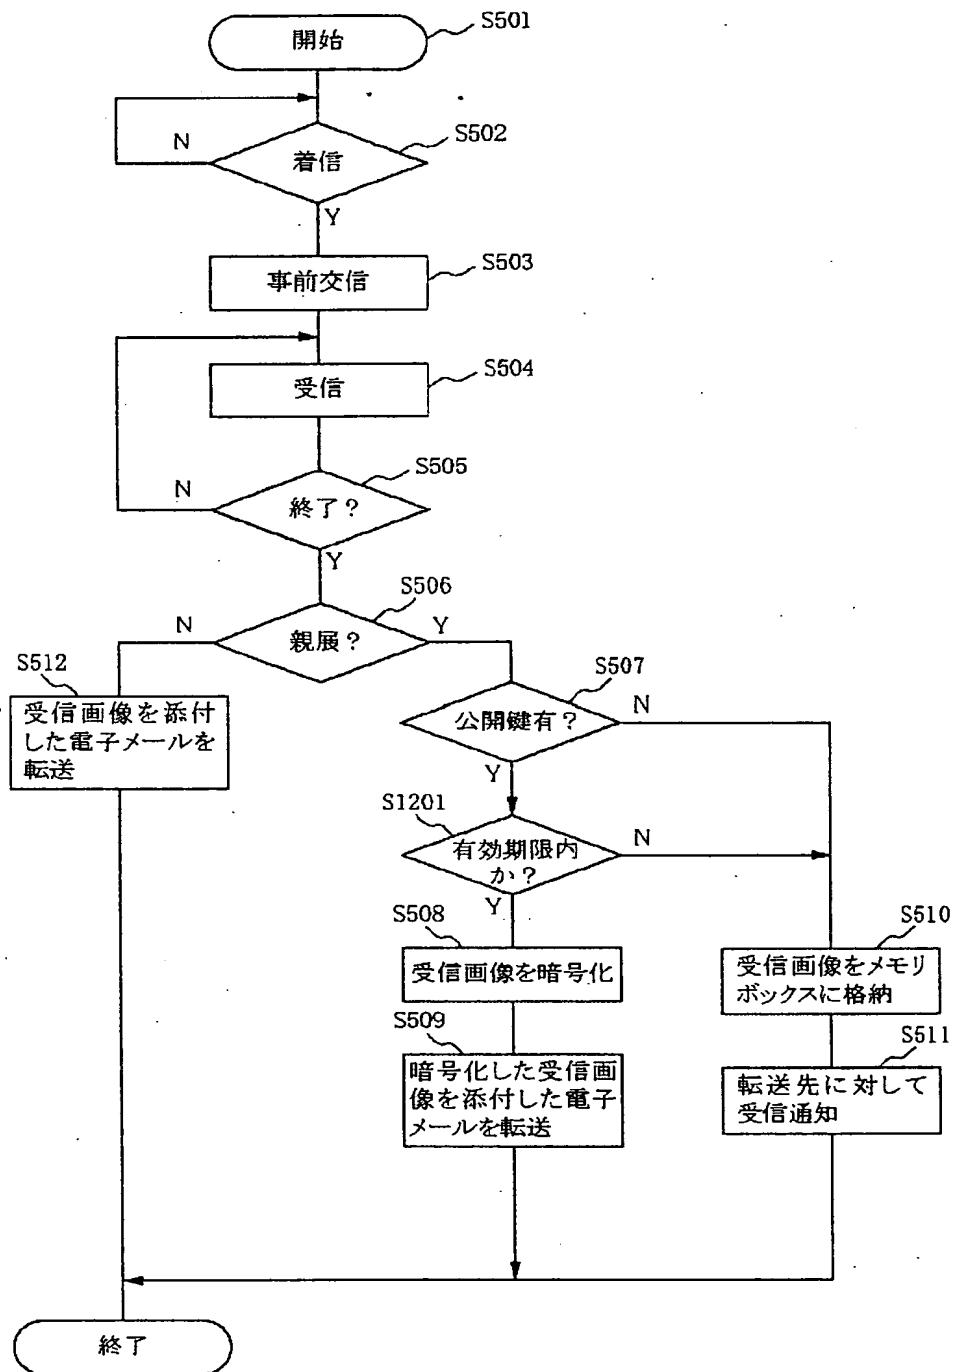 S501
開始
S502
N
着信
Y
S503
事前交信
S504
受信
S505
N
終了?
Y
S506
N
親展?
Y
S512
受信画像を添付
した電子メールを
転送
S507
公開鍵有?
N
Y
S1201
有効期限内
か?
N
Y
S508
受信画像を暗号化
S509
暗号化した受信画
像を添付した電子
メールを転送
S510
受信画像をメモリ
ボックスに格納
S511
転送先に対して
受信通知
終了